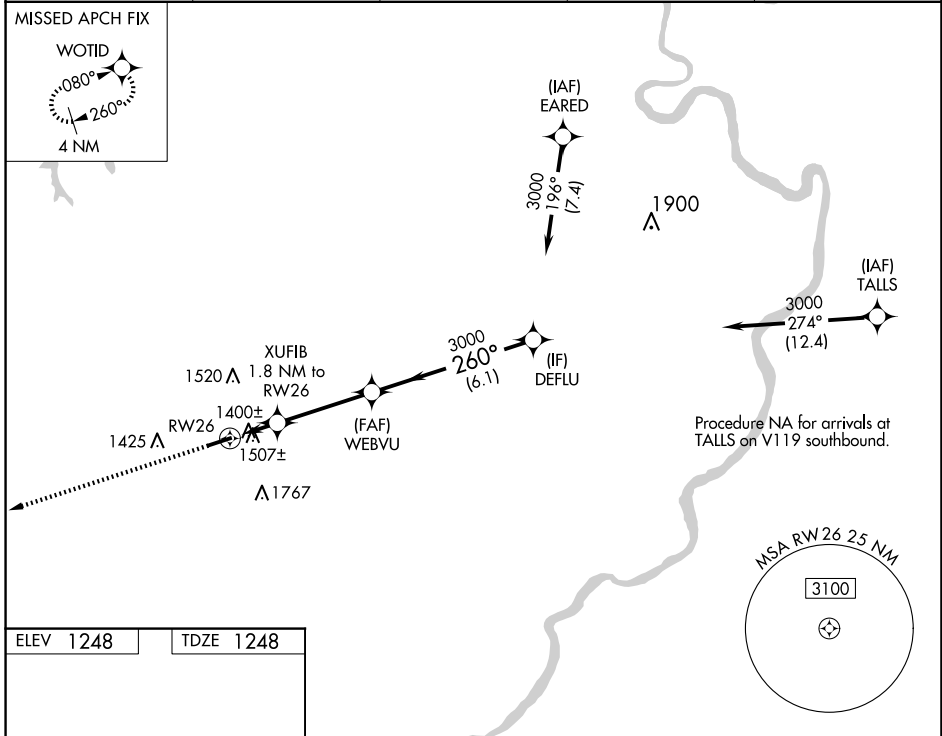 MISSED APCH FIX
WOTID
080°
260°
4 NM
(IAF)
EARED
3000
196°
(7.4)
1900
(IAF)
TALLS
3000
274°
(12.4)
3000
260°
(6.1)
(IF)
DEFLU
XUFIB
1.8 NM to
RW26
1520
1400±
RW26
1425
1507±
(FAF)
WEBVU
1767
Procedure NA for arrivals at
TALLS on V119 southbound.
MSA RW26 25 NM
3100
ELEV 1248
TDZE 1248